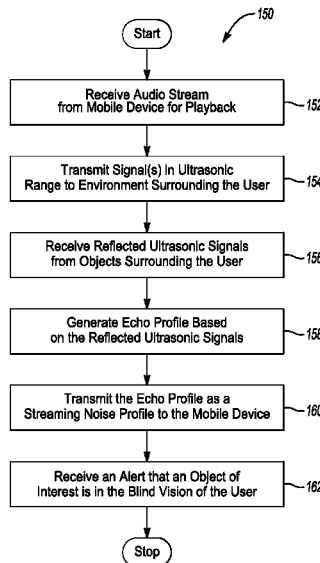 150
Start
Receive Audio Stream
from Mobile Device for Playback
152
Transmit Signal(s) in Ultrasonic
Range to Environment Surrounding the User
154
Receive Reflected Ultrasonic Signals
from Objects Surrounding the User
156
Generate Echo Profile Based
on the Reflected Ultrasonic Signals
158
Transmit the Echo Profile as a
Streaming Noise Profile to the Mobile Device
160
Receive an Alert that an Object of
Interest is in the Blind Vision of the User
162
Stop